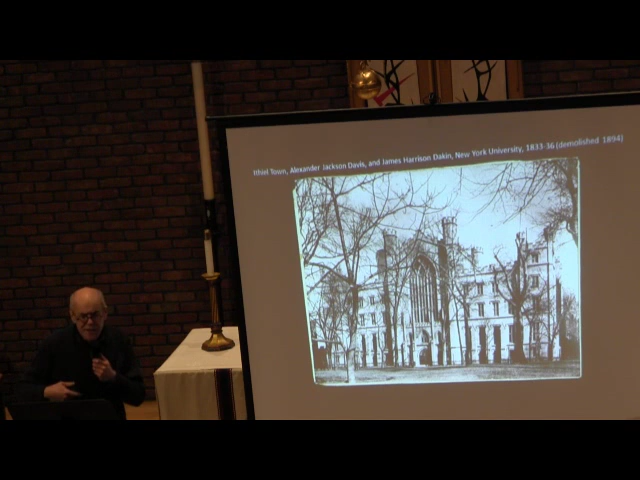 Ithiel Town, Alexander Jackson Davis, and James Harrison Dakin, New York University, 1833-36 (demolished 1894)